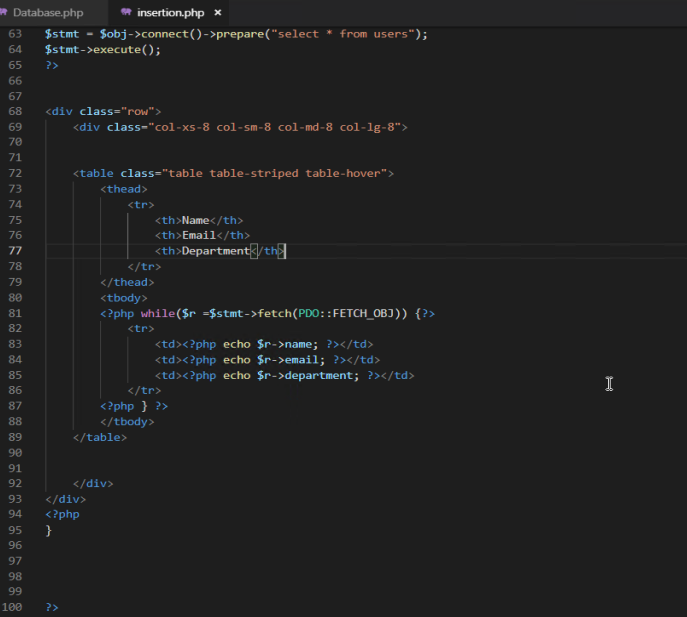 Database.php insertion.php ×
63 $stmt = $obj->connect()->prepare("select * from users");
64 $stmt->execute();
65 ?>
66
67
68 <div class="row">
69     <div class="col-xs-8 col-sm-8 col-md-8 col-lg-8">
70
71
72     <table class="table table-striped table-hover">
73         <thead>
74             <tr>
75                 <th>Name</th>
76                 <th>Email</th>
77                 <th>Department</th>
78             </tr>
79         </thead>
80         <tbody>
81         <?php while($r =$stmt->fetch(PDO::FETCH_OBJ)) {?>
82             <tr>
83                 <td><?php echo $r->name; ?></td>
84                 <td><?php echo $r->email; ?></td>
85                 <td><?php echo $r->department; ?></td>
86             </tr>
87         <?php } ?>
88         </tbody>
89     </table>
90
91
92     </div>
93 </div>
94 <?php
95 }
96
97
98
99
100 ?>